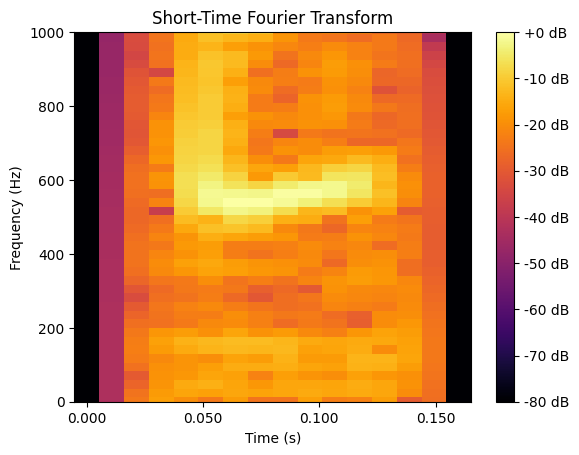 Short-Time Fourier Transform
1000
800
600
400
200
0
Frequency (Hz)
0.000
0.050
0.100
0.150
Time (s)
+0 dB
-10 dB
-20 dB
-30 dB
-40 dB
-50 dB
-60 dB
-70 dB
-80 dB